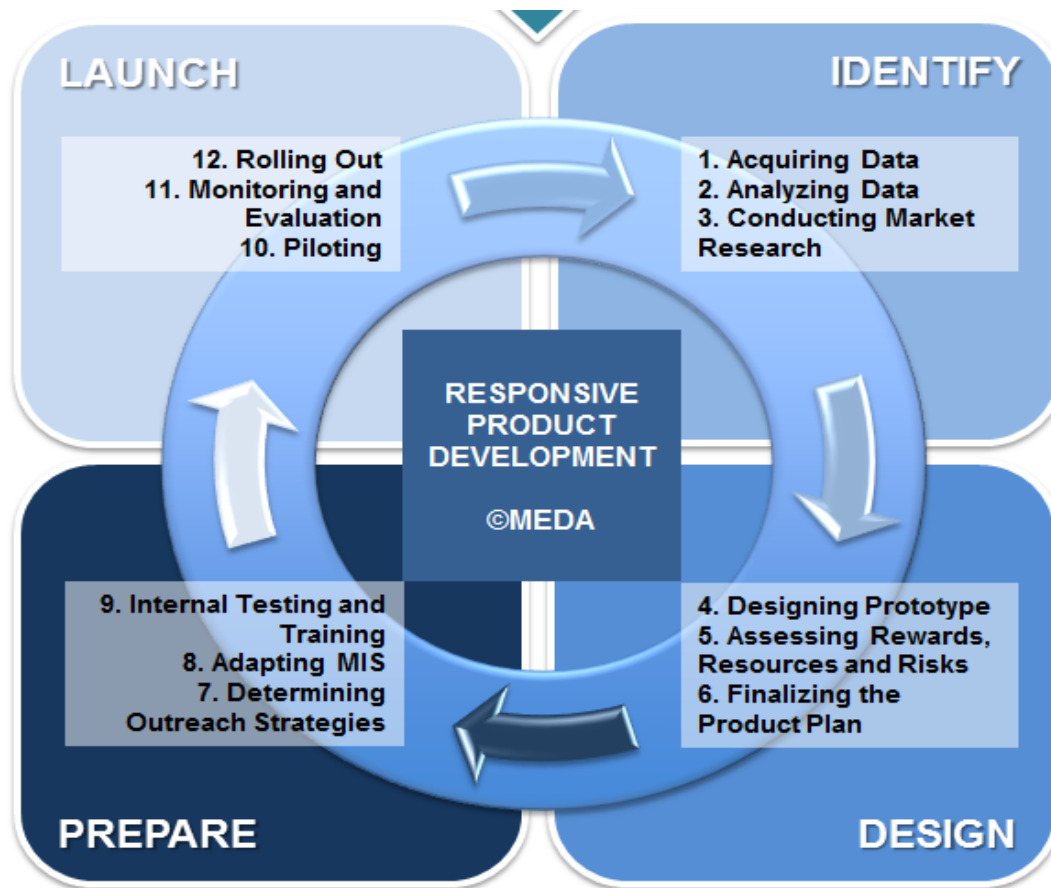 LAUNCH
12. Rolling Out
11. Monitoring and
Evaluation
10. Piloting
IDENTIFY
1. Acquiring Data
2. Analyzing Data
3. Conducting Market
Research
RESPONSIVE
PRODUCT
DEVELOPMENT
©MEDA
9. Internal Testing and
Training
8. Adapting MIS
7. Determining
Outreach Strategies
PREPARE
4. Designing Prototype
5. Assessing Rewards,
Resources and Risks
6. Finalizing the
Product Plan
DESIGN